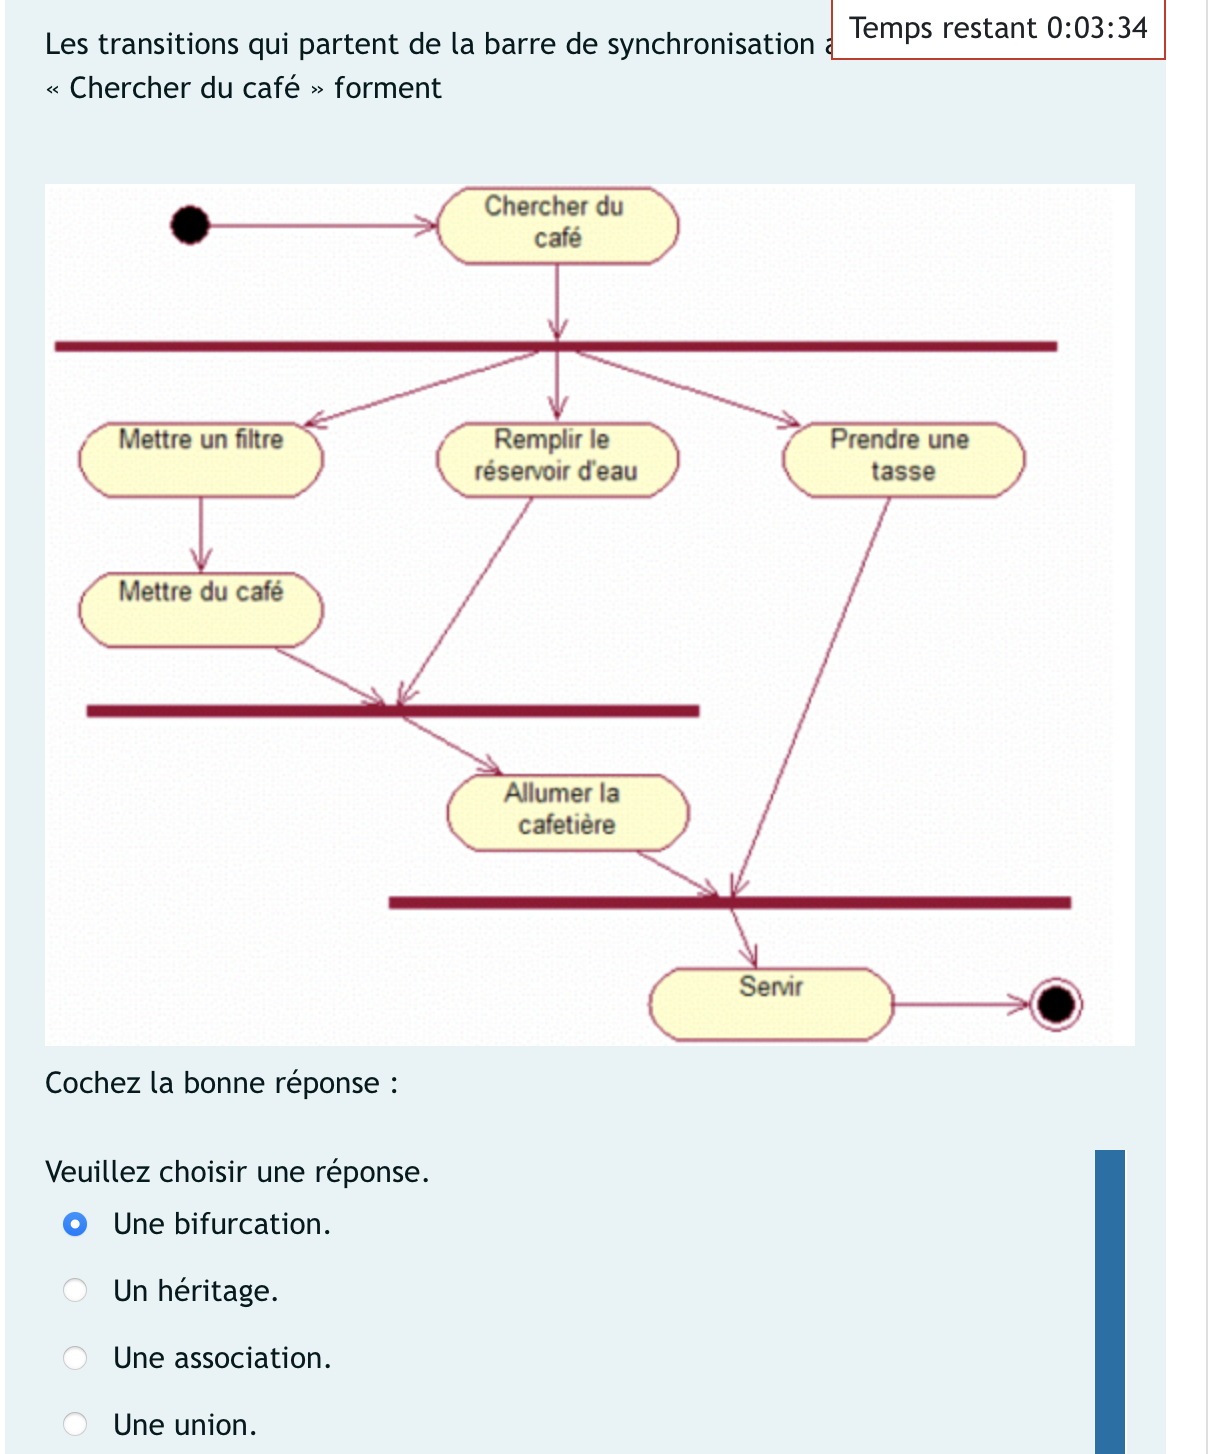 Temps restant 0:03:34
Les transitions qui partent de la barre de synchronisation
« Chercher du café » forment
Chercher du
café
Mettre un filtre
Remplir le
réservoir d'eau
Prendre une
tasse
Mettre du café
Allumer la
cafetière
Servir
Cochez la bonne réponse :
Veuillez choisir une réponse.
Une bifurcation.
Un héritage.
Une association.
Une union.